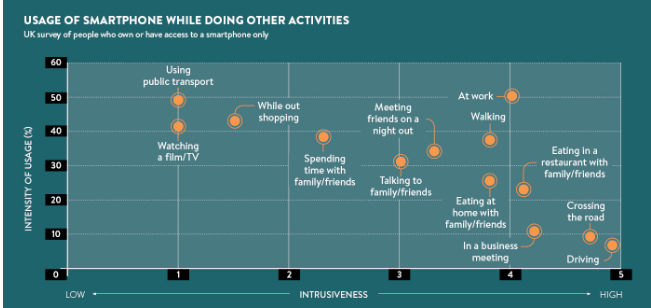 USAGE OF SMARTPHONE WHILE DOING OTHER ACTIVITIES
UK survey of people who own or have access to a smartphone only
INTENSITY OF USAGE (%)
60
50
40
30
20
10
0
Using
public transport
Watching
a film/TV
While out
shopping
Spending
time with
family/friends
Meeting
friends on a
night out
Talking to
family/friends
At work
Walking
Eating at
home with
family/friends
Eating in a
restaurant with
family/friends
In a business
meeting
Crossing
the road
Driving
1
2
3
4
5
LOW
INTRUSIVENESS
HIGH